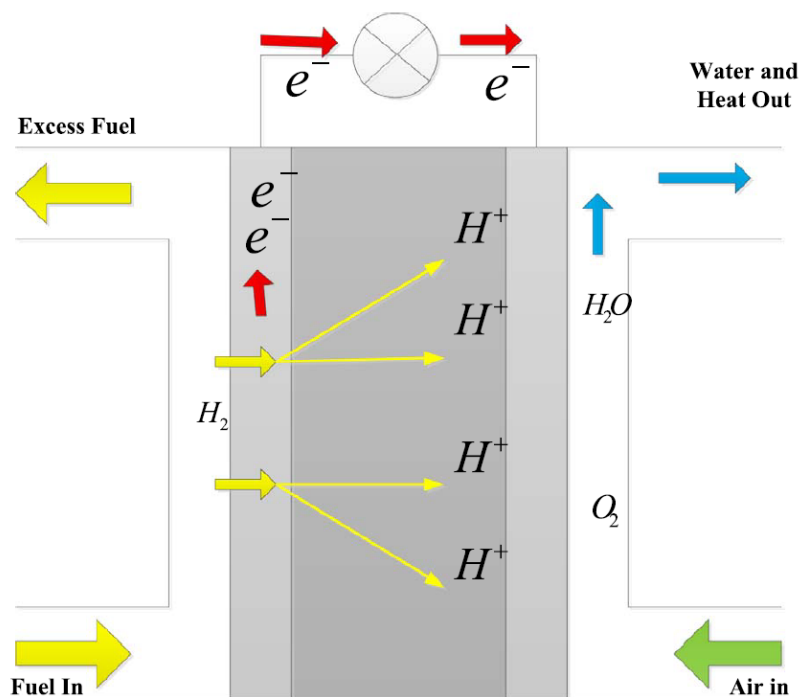 e⁻
e⁻
Water and
Heat Out
Excess Fuel
e⁻
e⁻
H⁺
H⁺
H₂O
H₂
H⁺
O₂
H⁺
Fuel In
Air in